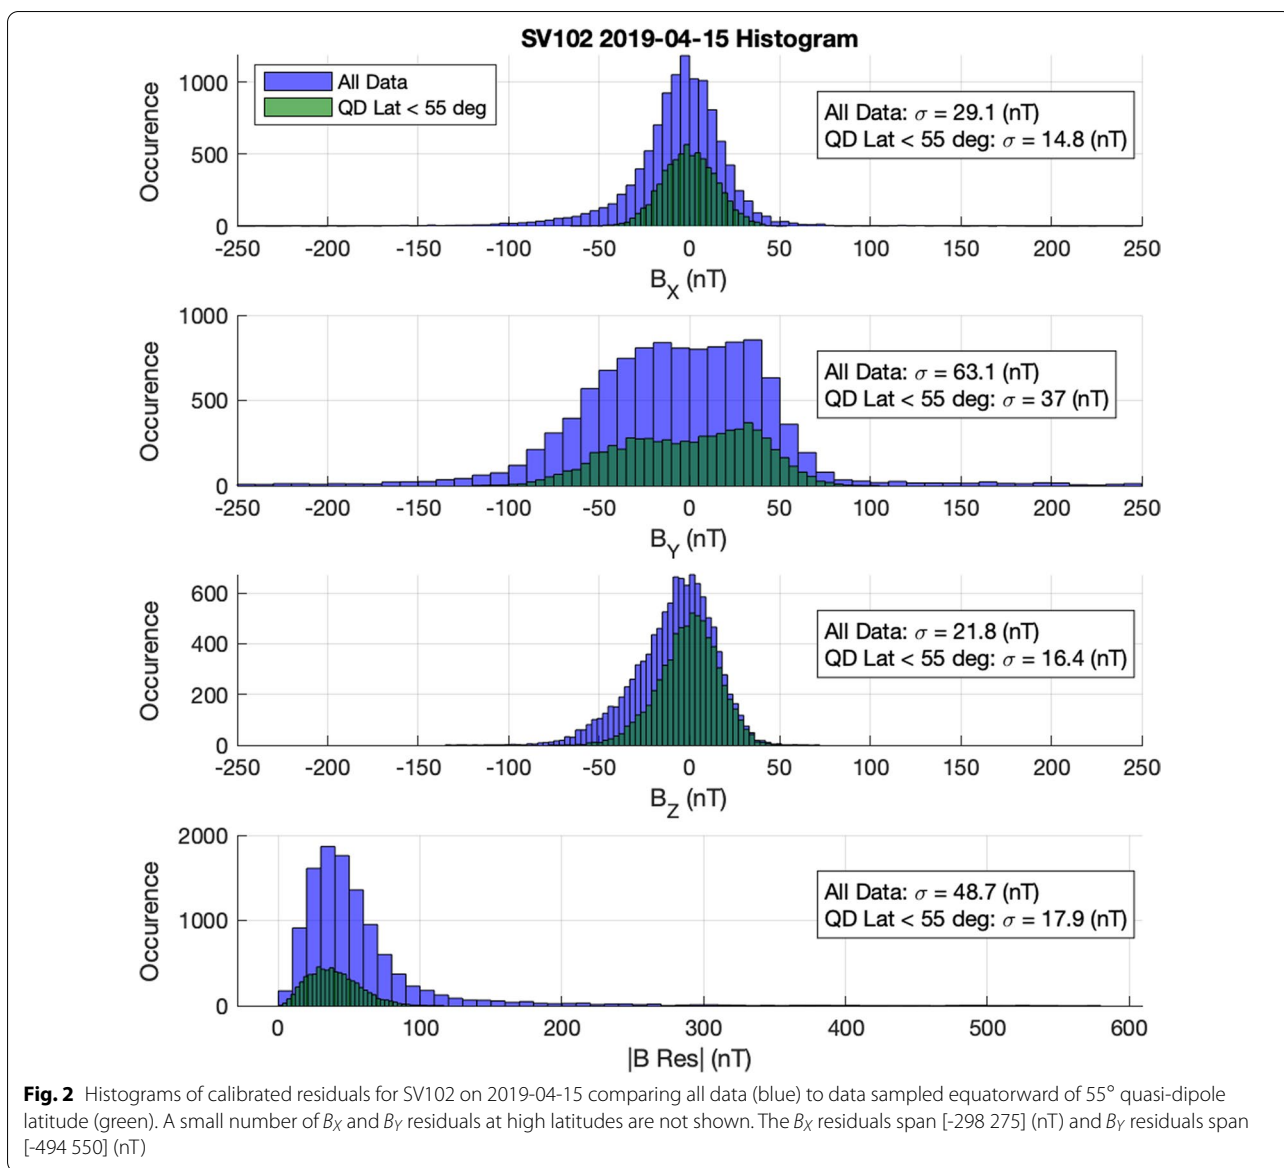 SV102 2019-04-15 Histogram
All Data
QD Lat < 55 deg
All Data: σ = 29.1 (nT)
QD Lat < 55 deg: σ = 14.8 (nT)
Occurence
1000
500
0
-250 -200 -150 -100 -50 0 50 100 150 200 250
B_X (nT)
All Data: σ = 63.1 (nT)
QD Lat < 55 deg: σ = 37 (nT)
Occurence
1000
500
0
-250 -200 -150 -100 -50 0 50 100 150 200 250
B_Y (nT)
All Data: σ = 21.8 (nT)
QD Lat < 55 deg: σ = 16.4 (nT)
Occurence
600
400
200
0
-250 -200 -150 -100 -50 0 50 100 150 200 250
B_Z (nT)
All Data: σ = 48.7 (nT)
QD Lat < 55 deg: σ = 17.9 (nT)
Occurence
2000
1000
0
0 100 200 300 400 500 600
|B Res| (nT)
Fig. 2 Histograms of calibrated residuals for SV102 on 2019-04-15 comparing all data (blue) to data sampled equatorward of 55° quasi-dipole
latitude (green). A small number of B_X and B_Y residuals at high latitudes are not shown. The B_X residuals span [-298 275] (nT) and B_Y residuals span
[-494 550] (nT)